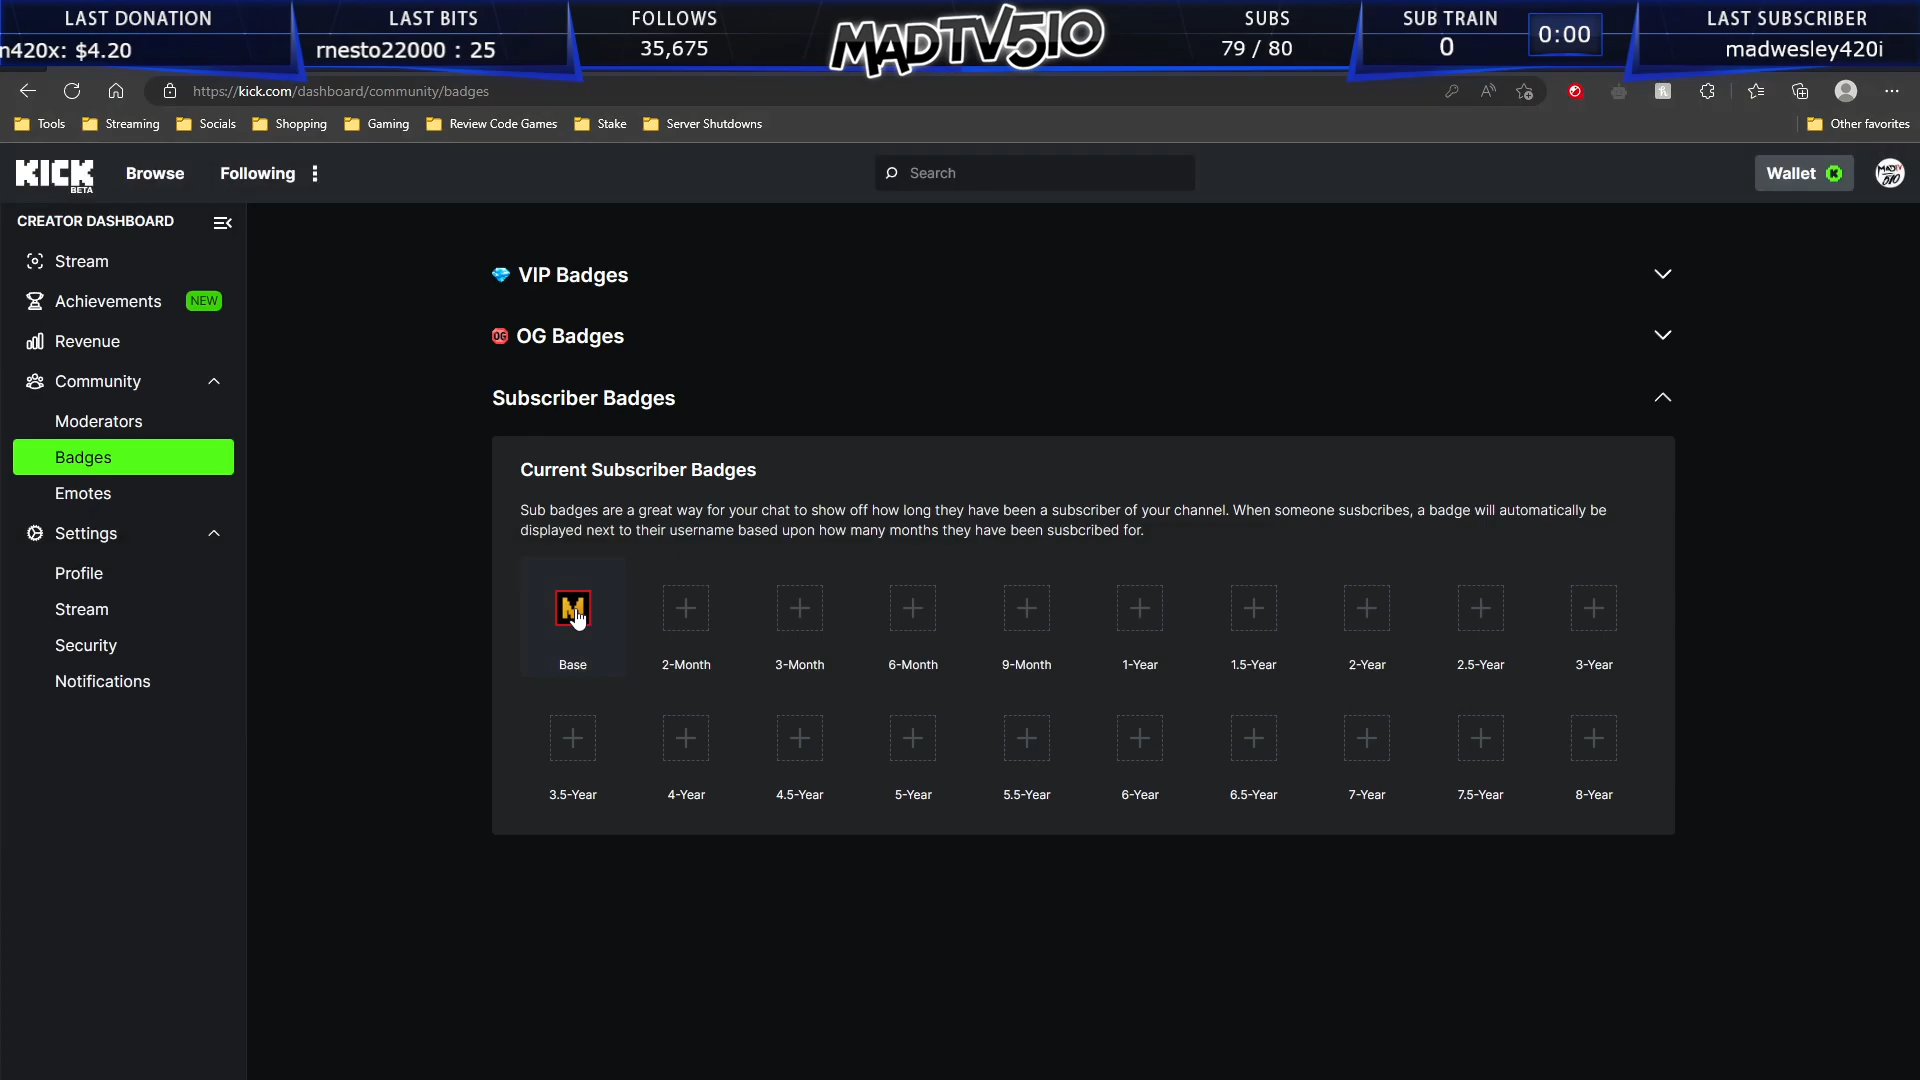 LAST DONATION
n420x: $4.20
LAST BITS
rnesto22000 : 25
FOLLOWS
35,675
MADTV510
SUBS
79 / 80
SUB TRAIN
0
0:00
LAST SUBSCRIBER
madwesley420i
https://kick.com/dashboard/community/badges
Tools
Streaming
Socials
Shopping
Gaming
Review Code Games
Stake
Server Shutdowns
Other favorites
KICK
BETA
Browse
Following
Search
Wallet
CREATOR DASHBOARD
Stream
Achievements NEW
Revenue
Community
Moderators
Badges
Emotes
Settings
Profile
Stream
Security
Notifications
VIP Badges
OG OG Badges
Subscriber Badges
Current Subscriber Badges
Sub badges are a great way for your chat to show off how long they have been a subscriber of your channel. When someone susbcribes, a badge will automatically be
displayed next to their username based upon how many months they have been susbcribed for.
M
Base
2-Month
3-Month
6-Month
9-Month
1-Year
1.5-Year
2-Year
2.5-Year
3-Year
3.5-Year
4-Year
4.5-Year
5-Year
5.5-Year
6-Year
6.5-Year
7-Year
7.5-Year
8-Year